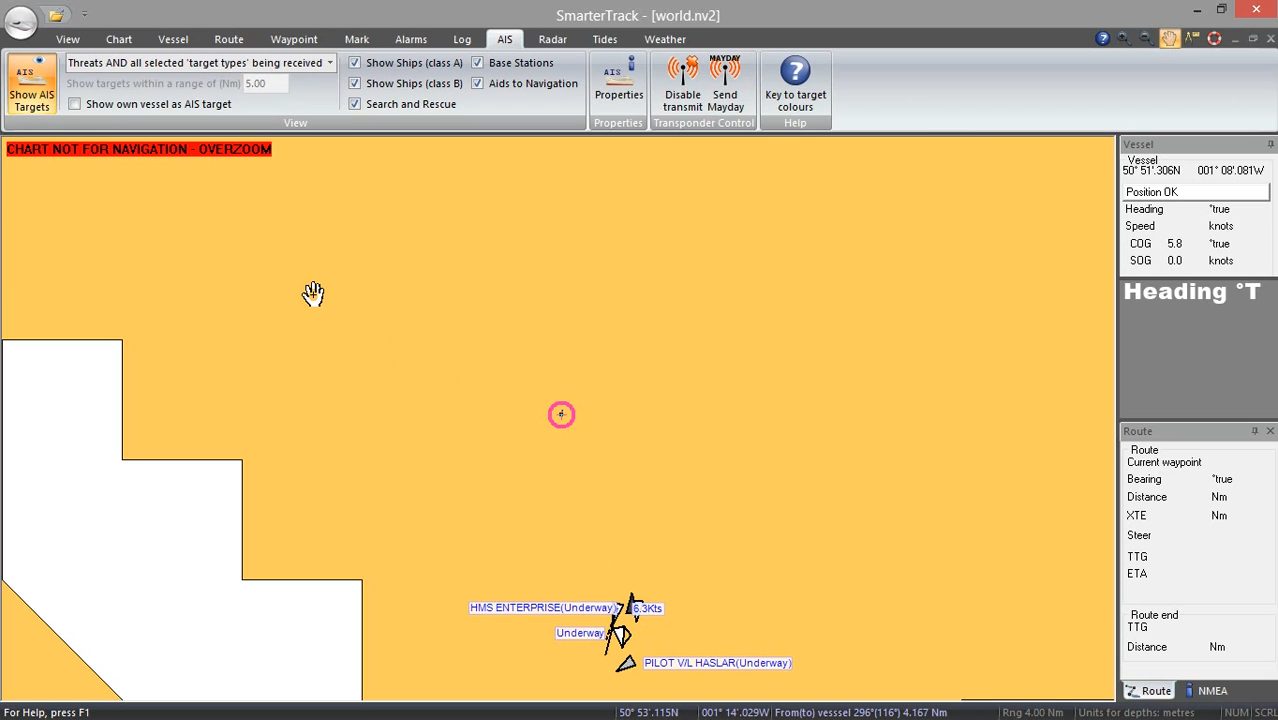 SmarterTrack - [world.nv2]
View Chart Vessel Route Waypoint Mark Alarms Log AIS Radar Tides Weather
AIS
Show AIS Targets
Threats AND all selected 'target types' being received
Show targets within a range of (Nm) 5.00
Show own vessel as AIS target
Show Ships (class A)
Show Ships (class B)
Search and Rescue
Base Stations
Aids to Navigation
View
AIS
Properties
Properties
Disable transmit
MAYDAY
Send Mayday
Transponder Control
Key to target colours
Help
CHART NOT FOR NAVIGATION - OVERZOOM
HMS ENTERPRISE(Underway)
6.3Kts
Underway
PILOT V/L HASLAR(Underway)
Vessel
Vessel
50° 51'.306N 001° 08'.081W
Position OK
Heading °true
Speed knots
COG 5.8 °true
SOG 0.0 knots
Heading °T
Route
Route
Current waypoint
Bearing °true
Distance Nm
XTE Nm
Steer
TTG
ETA
Route end
TTG
Distance Nm
Route NMEA
For Help, press F1
50° 53'.115N 001° 14'.029W From(to) vesssel 296°(116°) 4.167 Nm Rng 4.00 Nm Units for depths: metres NUM SCRL